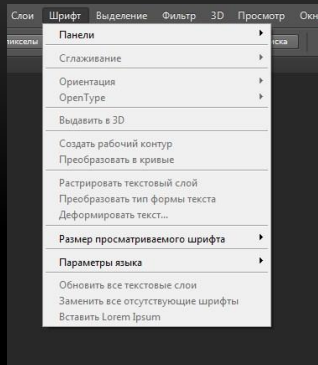 Слои Шрифт Выделение Фильтр 3D Просмотр Окн
Панели
Сглаживание
Ориентация
OpenType
Выдавить в 3D
Создать рабочий контур
Преобразовать в кривые
Растрировать текстовый слой
Преобразовать тип формы текста
Деформировать текст...
Размер просматриваемого шрифта
Параметры языка
Обновить все текстовые слои
Заменить все отсутствующие шрифты
Вставить Lorem Ipsum